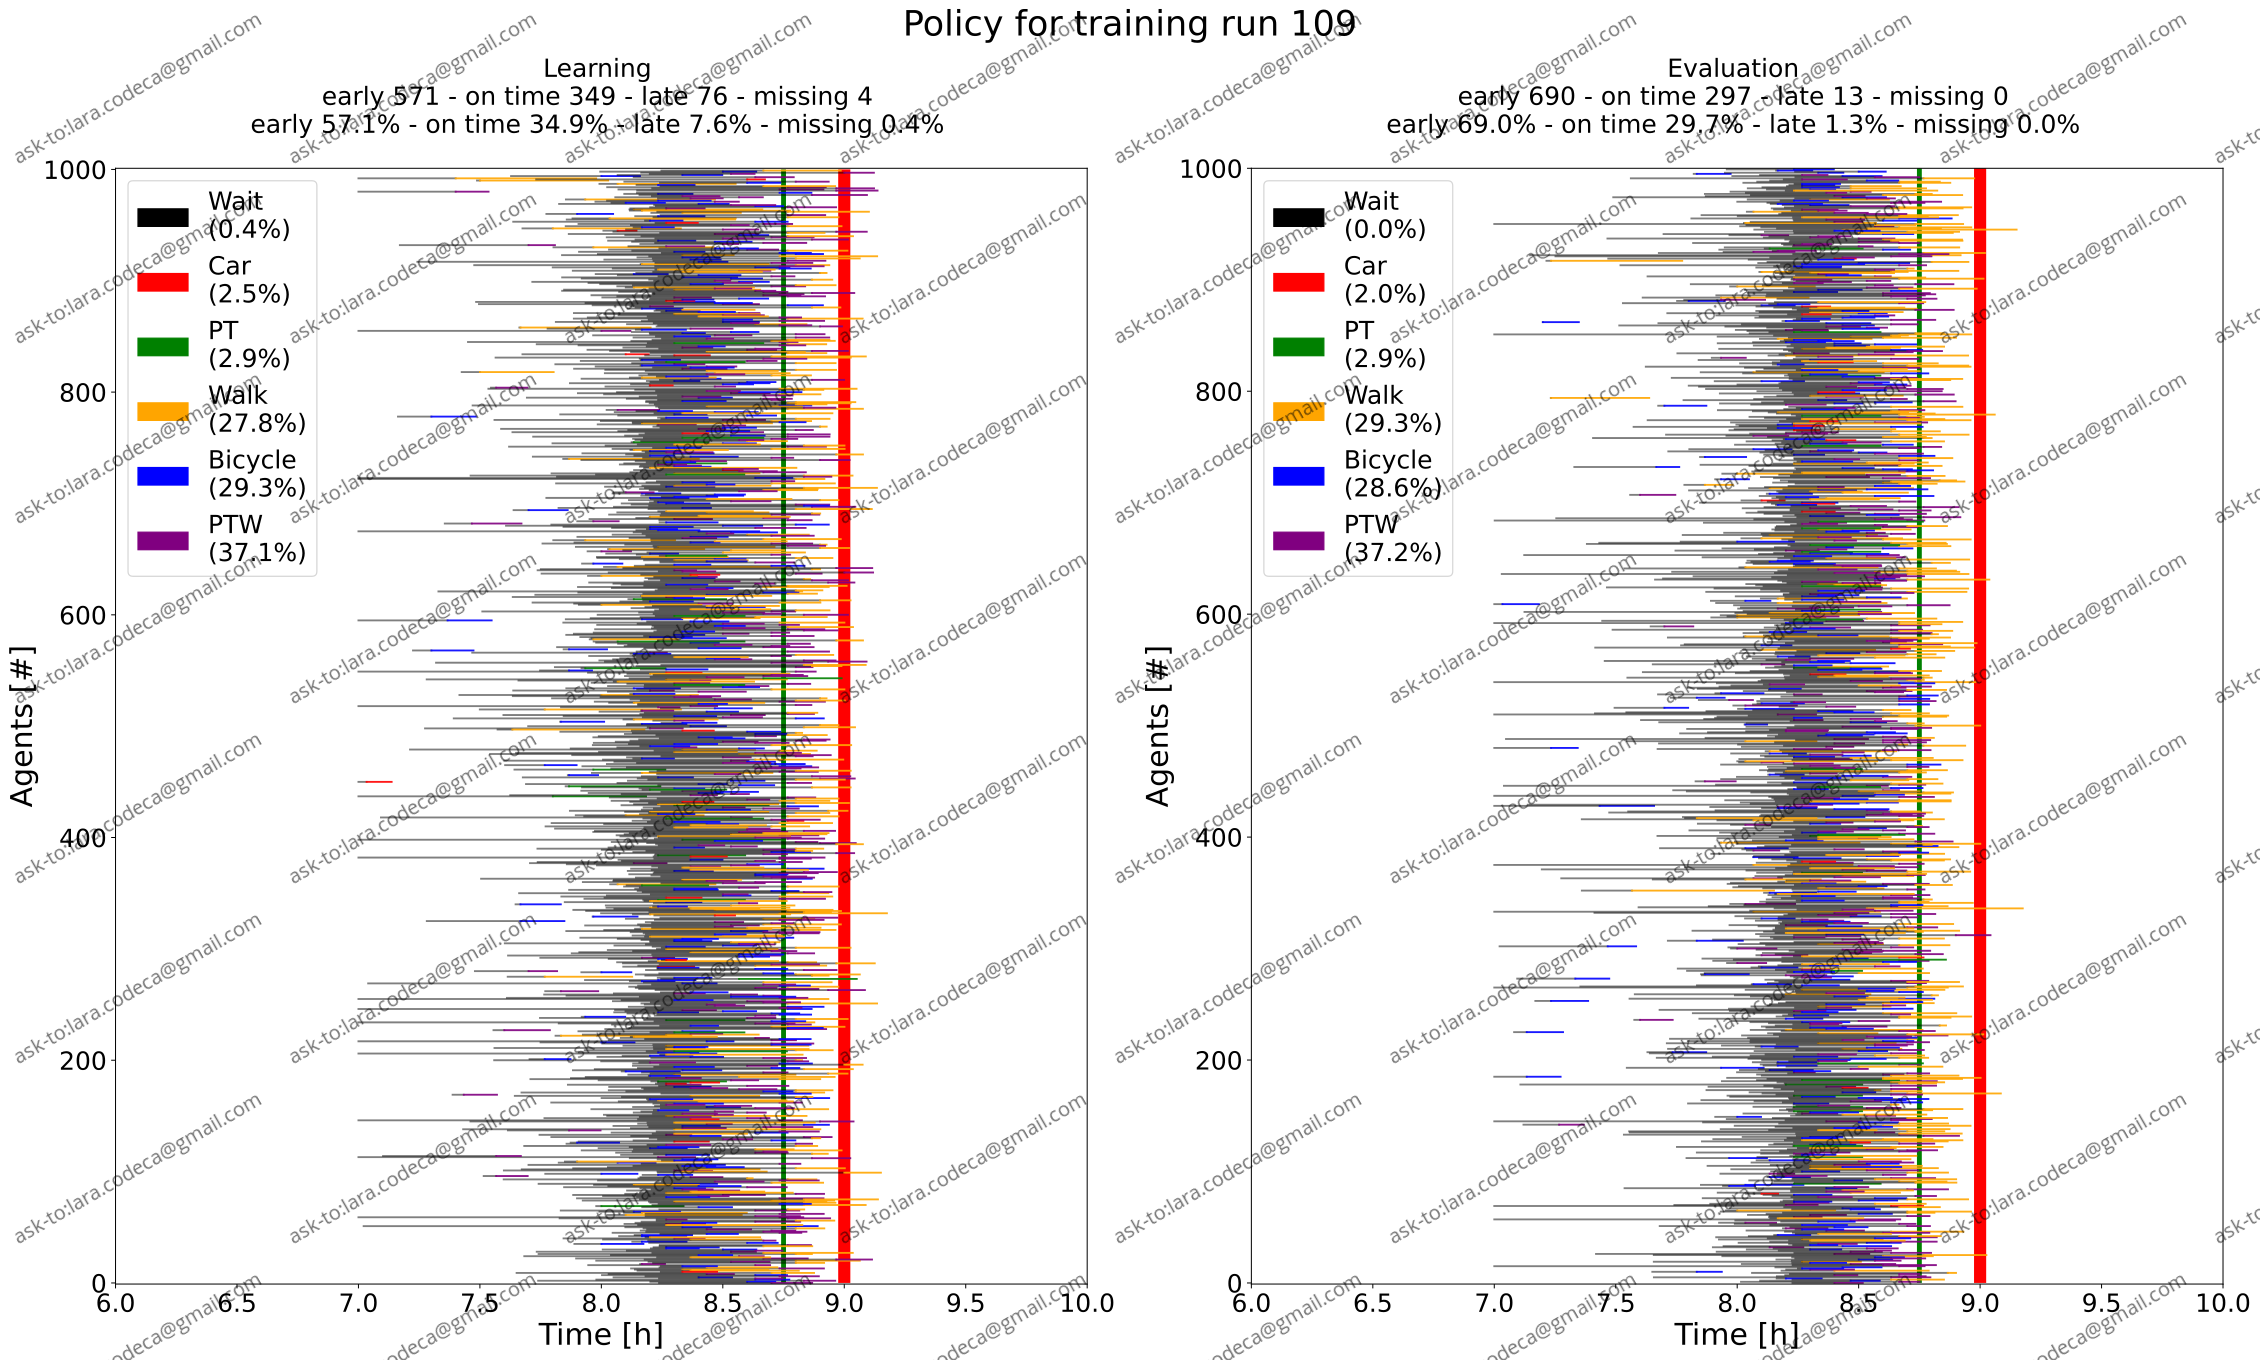 Policy for training run 109
Learning
early 571 - on time 349 - late 76 - missing 4
early 57.1% - on time 34.9% - late 7.6% - missing 0.4%
Evaluation
early 690 - on time 297 - late 13 - missing 0
early 69.0% - on time 29.7% - late 1.3% - missing 0.0%
Agents [#]
1000
800
600
400
200
0
Wait
(0.4%)
Car
(2.5%)
PT
(2.9%)
Walk
(27.8%)
Bicycle
(29.3%)
PTW
(37.1%)
6.0 6.5 7.0 7.5 8.0 8.5 9.0 9.5 10.0
Time [h]
Agents [#]
1000
800
600
400
200
0
Wait
(0.0%)
Car
(2.0%)
PT
(2.9%)
Walk
(29.3%)
Bicycle
(28.6%)
PTW
(37.2%)
6.0 6.5 7.0 7.5 8.0 8.5 9.0 9.5 10.0
Time [h]
ask-to:lara.codeca@gmail.com